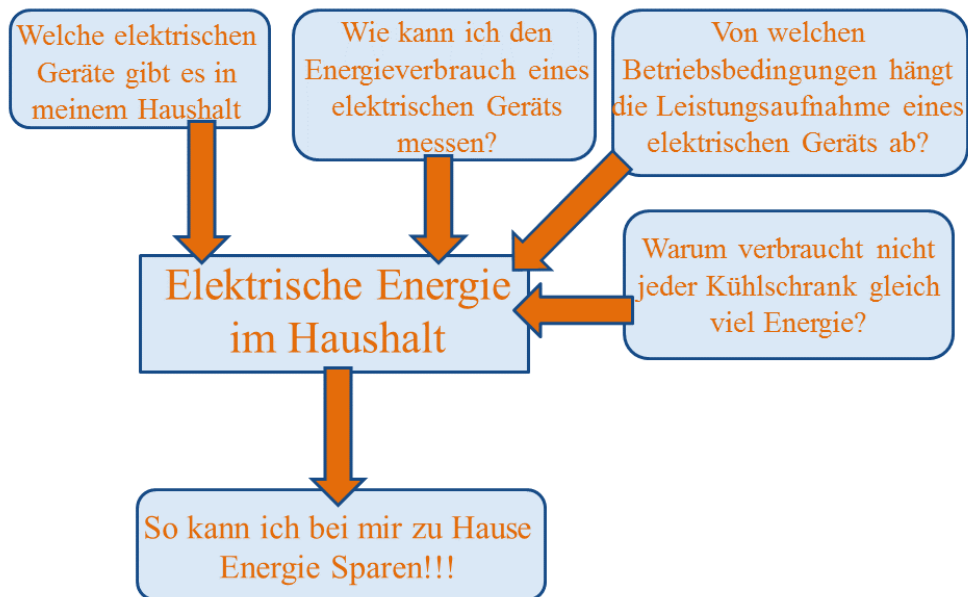 Welche elektrischen
Geräte gibt es in
meinem Haushalt
Wie kann ich den
Energieverbrauch eines
elektrischen Geräts
messen?
Von welchen
Betriebsbedingungen hängt
die Leistungsaufnahme eines
elektrischen Geräts ab?
Warum verbraucht nicht
jeder Kühlschrank gleich
viel Energie?
Elektrische Energie
im Haushalt
So kann ich bei mir zu Hause
Energie Sparen!!!